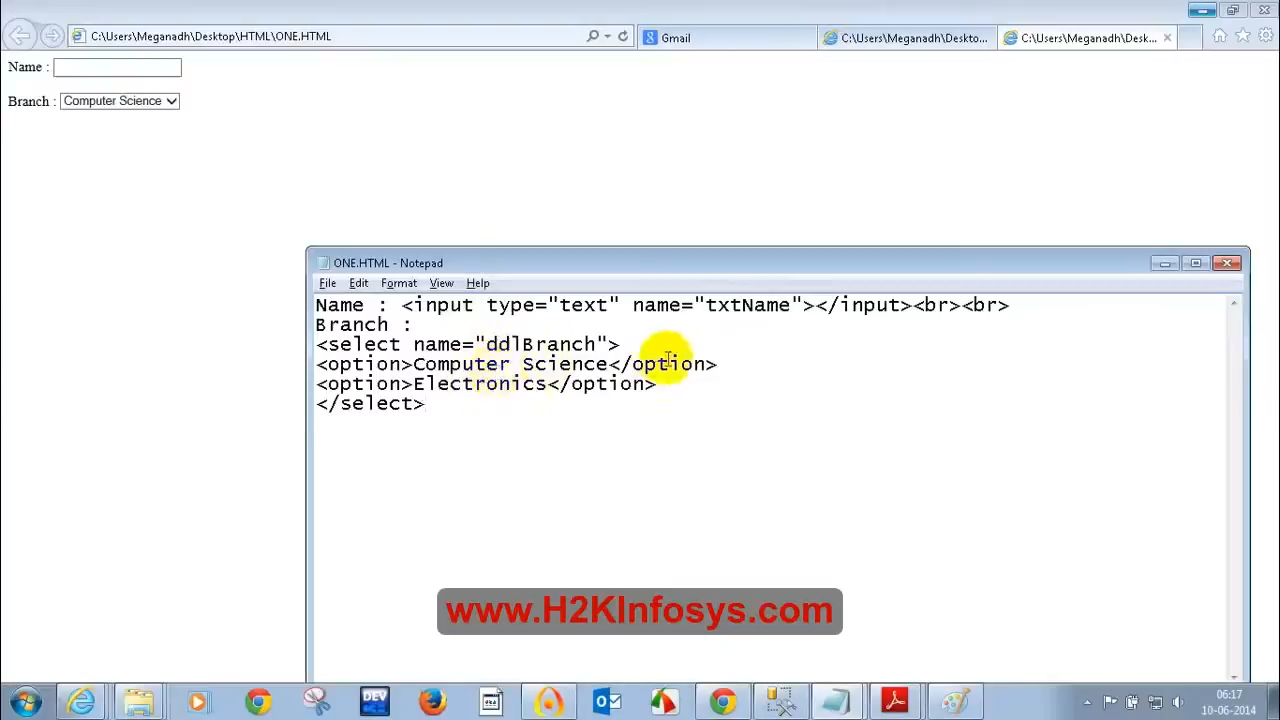 C:\Users\Meganadh\Desktop\HTML\ONE.HTML
Gmail
C:\Users\Meganadh\Deskto...
C:\Users\Meganadh\Desk...
Name :
Branch : Computer Science
ONE.HTML - Notepad
File Edit Format View Help
Name : <input type="text" name="txtName"></input><br><br>
Branch :
<select name="ddlBranch">
<option>Computer Science</option>
<option>Electronics</option>
</select>
www.H2KInfosys.com
DEV
06:17
10-06-2014